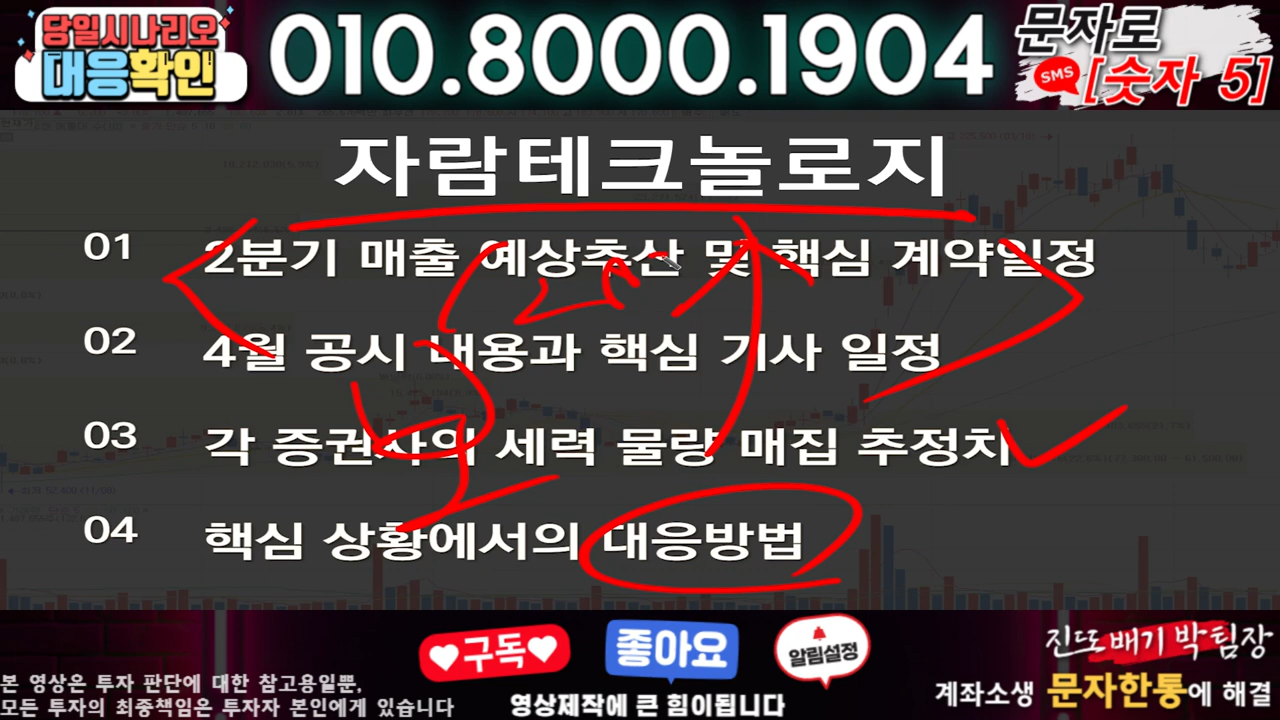 당일시나리오
대응확인
010.8000.1904
문자로
SMS [숫자 5]
자람테크놀로지
01 2분기 매출 예상추산 및 핵심 계약일정
02 4월 공시 내용과 핵심 기사 일정
03 각 증권사의 세력 물량 매집 추정치
04 핵심 상황에서의 대응방법
구독
좋아요
알림설정
영상제작에 큰 힘이됩니다
본 영상은 투자 판단에 대한 참고용일뿐,
모든 투자의 최종책임은 투자자 본인에게 있습니다
진또배기 박팀장
계좌소생 문자한통에 해결